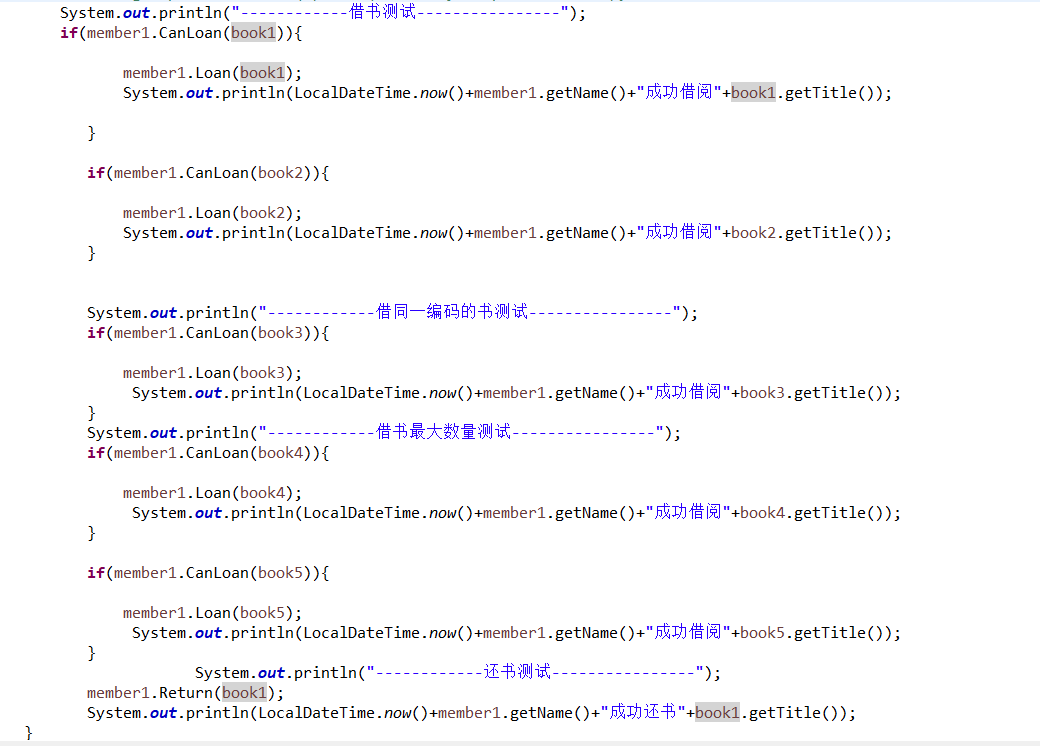 System.out.println("------------借书测试----------------");
if(member1.CanLoan(book1)){
member1.Loan(book1);
System.out.println(LocalDateTime.now()+member1.getName()+"成功借阅"+book1.getTitle());
}
if(member1.CanLoan(book2)){
member1.Loan(book2);
System.out.println(LocalDateTime.now()+member1.getName()+"成功借阅"+book2.getTitle());
}
System.out.println("------------借同一编码的书测试----------------");
if(member1.CanLoan(book3)){
member1.Loan(book3);
System.out.println(LocalDateTime.now()+member1.getName()+"成功借阅"+book3.getTitle());
}
System.out.println("------------借书最大数量测试----------------");
if(member1.CanLoan(book4)){
member1.Loan(book4);
System.out.println(LocalDateTime.now()+member1.getName()+"成功借阅"+book4.getTitle());
}
if(member1.CanLoan(book5)){
member1.Loan(book5);
System.out.println(LocalDateTime.now()+member1.getName()+"成功借阅"+book5.getTitle());
}
System.out.println("------------还书测试----------------");
member1.Return(book1);
System.out.println(LocalDateTime.now()+member1.getName()+"成功还书"+book1.getTitle());
}